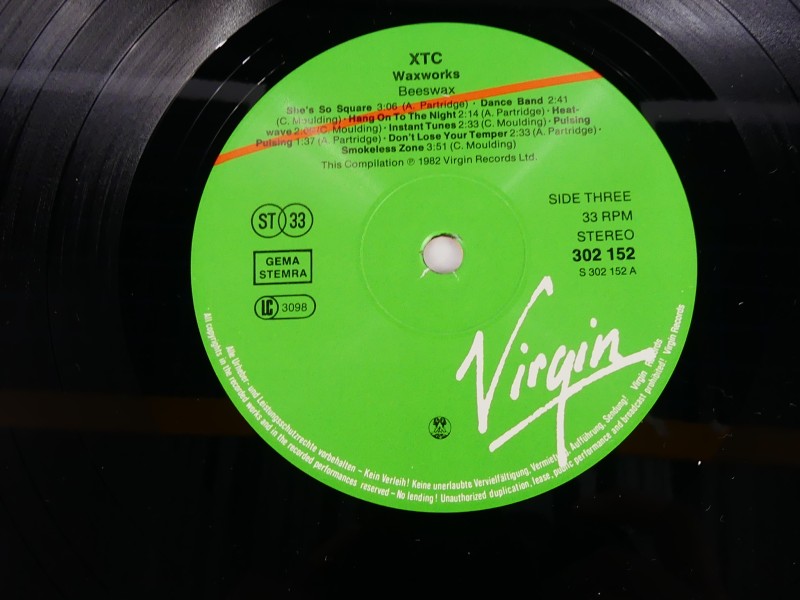 XTC
Waxworks
Beeswax
She's So Square 3:06 (A. Partridge) · Dance Band 2:41
(C. Moulding) · Hang On To The Night 2:14 (A. Partridge) · Heat-
wave (C. Moulding) · Instant Tunes 2:33 (C. Moulding) · Pulsing
Pulsing 1:37 (A. Partridge) · Don't Lose Your Temper 2:33 (A. Partridge) ·
Smokeless Zone 3:51 (C. Moulding)
This Compilation ℗ 1982 Virgin Records Ltd.
SIDE THREE
33 RPM
STEREO
302 152
S 302 152 A
ST 33
GEMA
STEMRA
LC 3098
Virgin
Alle Urheber- und Leistungsschutzrechte vorbehalten – Kein Verleih! Keine unerlaubte Vervielfältigung, Vermietung, Aufführung, Sendung! Virgin Records
All copyrights in the recorded works and in the recorded performances reserved – No lending! Unauthorized duplication, lease, public performance and broadcast prohibited! Virgin Records